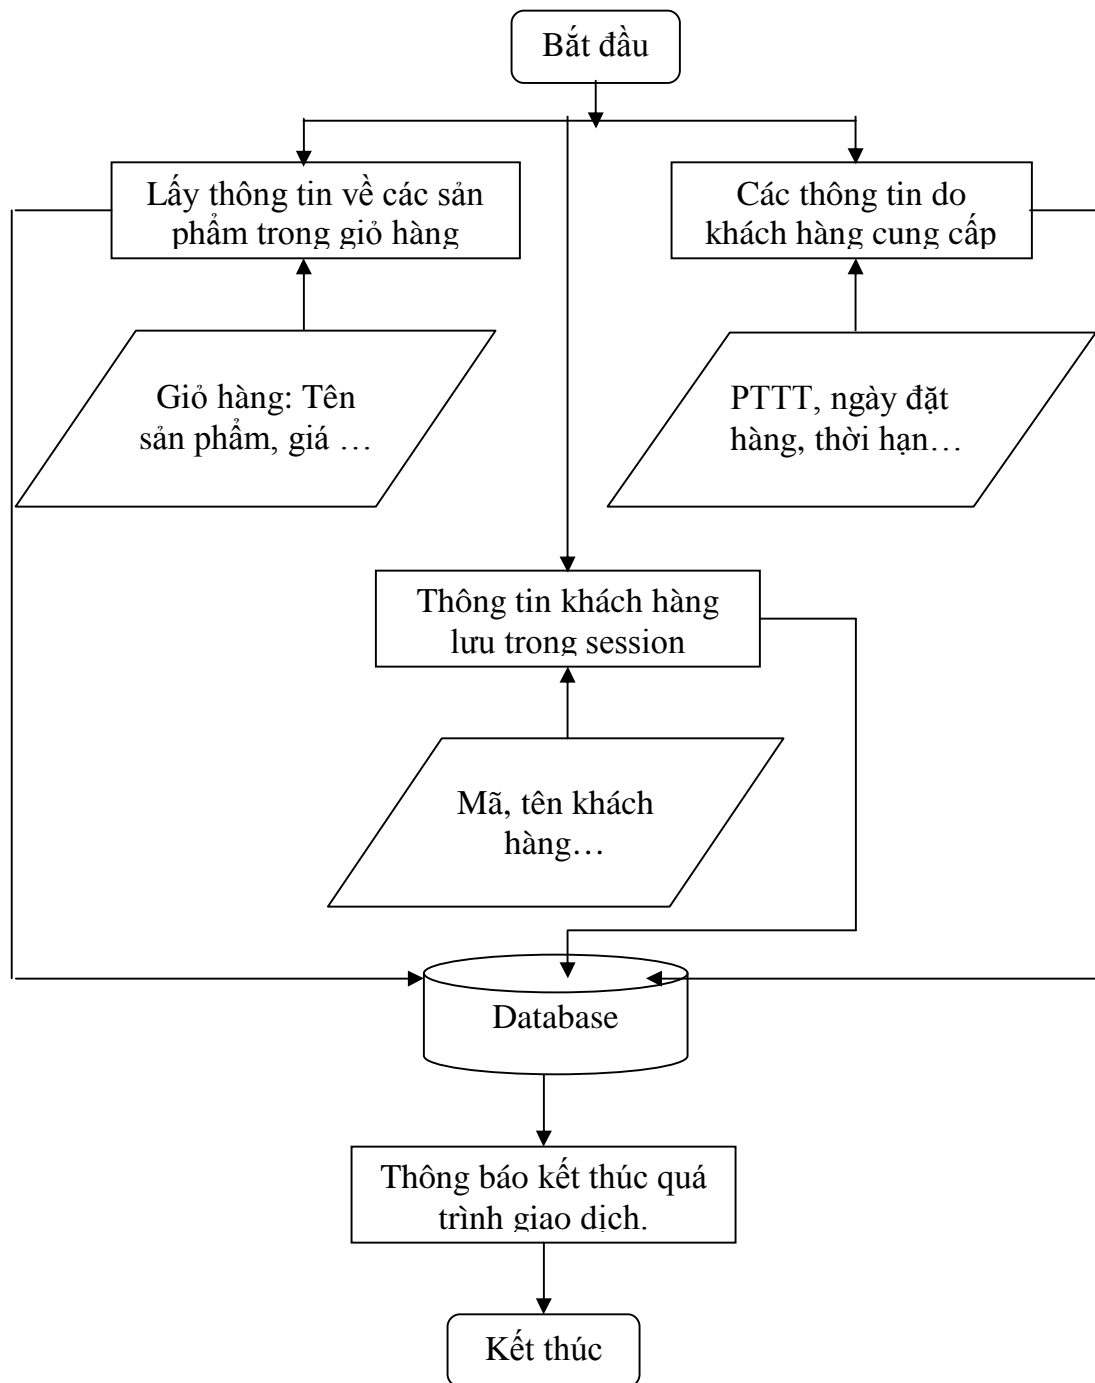 Bắt đầu
Lấy thông tin về các sản
phẩm trong giỏ hàng
Các thông tin do
khách hàng cung cấp
Giỏ hàng: Tên
sản phẩm, giá …
PTTT, ngày đặt
hàng, thời hạn…
Thông tin khách hàng
lưu trong session
Mã, tên khách
hàng…
Database
Thông báo kết thúc quá
trình giao dịch.
Kết thúc